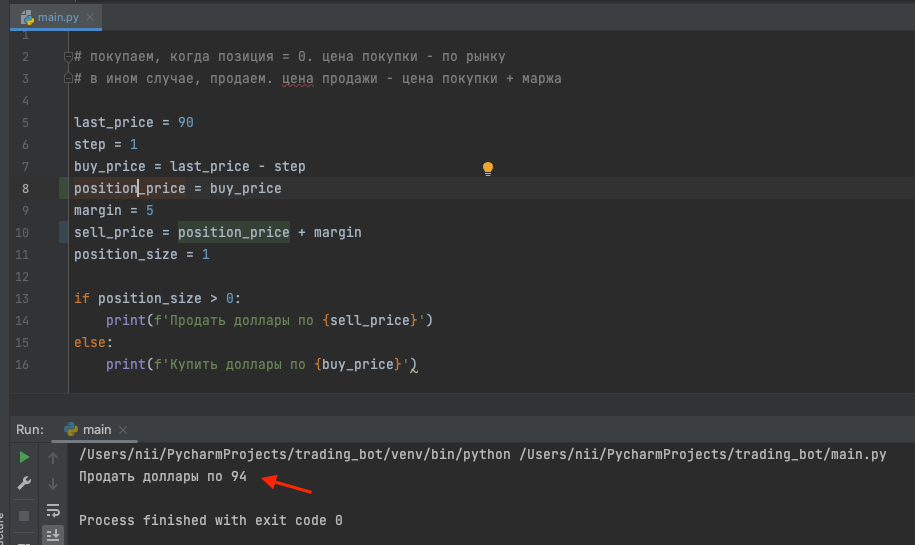 main.py
1
2 # покупаем, когда позиция = 0. цена покупки - по рынку
3 # в ином случае, продаем. цена продажи - цена покупки + маржа
4
5 last_price = 90
6 step = 1
7 buy_price = last_price - step
8 position_price = buy_price
9 margin = 5
10 sell_price = position_price + margin
11 position_size = 1
12
13 if position_size > 0:
14     print(f'Продать доллары по {sell_price}')
15 else:
16     print(f'Купить доллары по {buy_price}')
Run: main
/Users/nii/PycharmProjects/trading_bot/venv/bin/python /Users/nii/PycharmProjects/trading_bot/main.py
Продать доллары по 94
Process finished with exit code 0